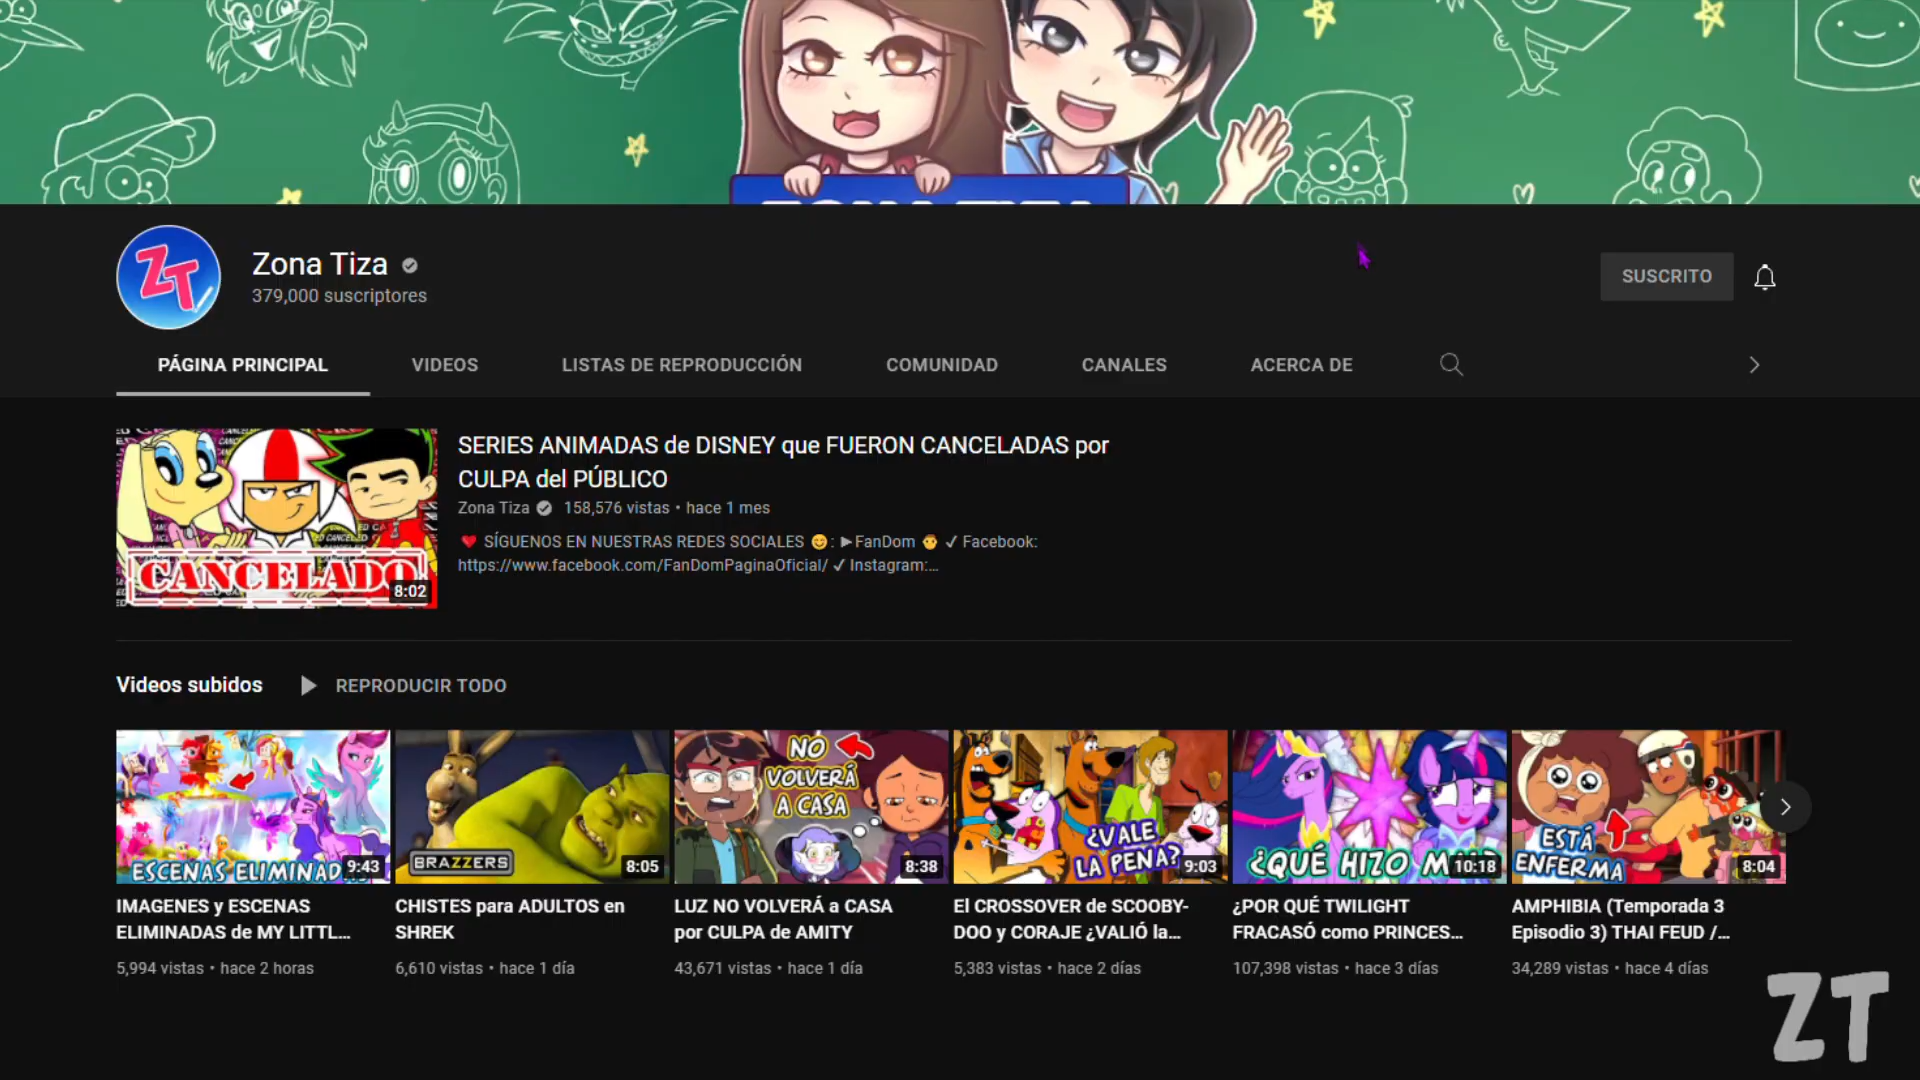 ZT
Zona Tiza
379,000 suscriptores
SUSCRITO
PÁGINA PRINCIPAL
VIDEOS
LISTAS DE REPRODUCCIÓN
COMUNIDAD
CANALES
ACERCA DE
CANCELADO
8:02
SERIES ANIMADAS de DISNEY que FUERON CANCELADAS por
CULPA del PÚBLICO
Zona Tiza 158,576 vistas • hace 1 mes
❤️ SÍGUENOS EN NUESTRAS REDES SOCIALES 😊: ►FanDom 👨 ✓ Facebook:
https://www.facebook.com/FanDomPaginaOficial/ ✓ Instagram:...
Videos subidos
REPRODUCIR TODO
ESCENAS ELIMINAD
9:43
BRAZZERS
8:05
NO
VOLVERÁ
A CASA
8:38
¿VALE
LA PENA?
9:03
¿QUÉ HIZO
10:18
ESTÁ
ENFERMA
8:04
IMAGENES y ESCENAS
ELIMINADAS de MY LITTL...
5,994 vistas • hace 2 horas
CHISTES para ADULTOS en
SHREK
6,610 vistas • hace 1 día
LUZ NO VOLVERÁ a CASA
por CULPA de AMITY
43,671 vistas • hace 1 día
El CROSSOVER de SCOOBY-
DOO y CORAJE ¿VALIÓ la...
5,383 vistas • hace 2 días
¿POR QUÉ TWILIGHT
FRACASÓ como PRINCES...
107,398 vistas • hace 3 días
AMPHIBIA (Temporada 3
Episodio 3) THAI FEUD /...
34,289 vistas • hace 4 días
ZT